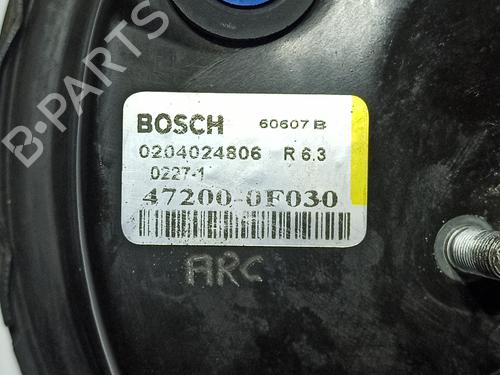 B-PARTS
BOSCH 60607 B
0204024806 R 6.3
0227-1
47200-0F030
ARC